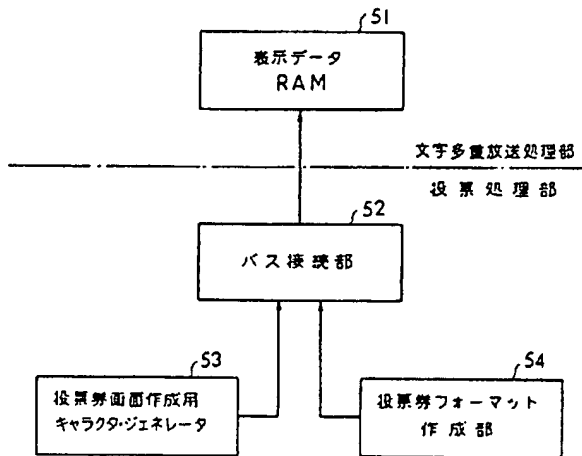 51
表示データ
RAM
文字多重放送処理部
投票処理部
52
バス接続部
53
投票券画面作成用
キャラクタ・ジェネレータ
54
投票券フォーマット
作成部